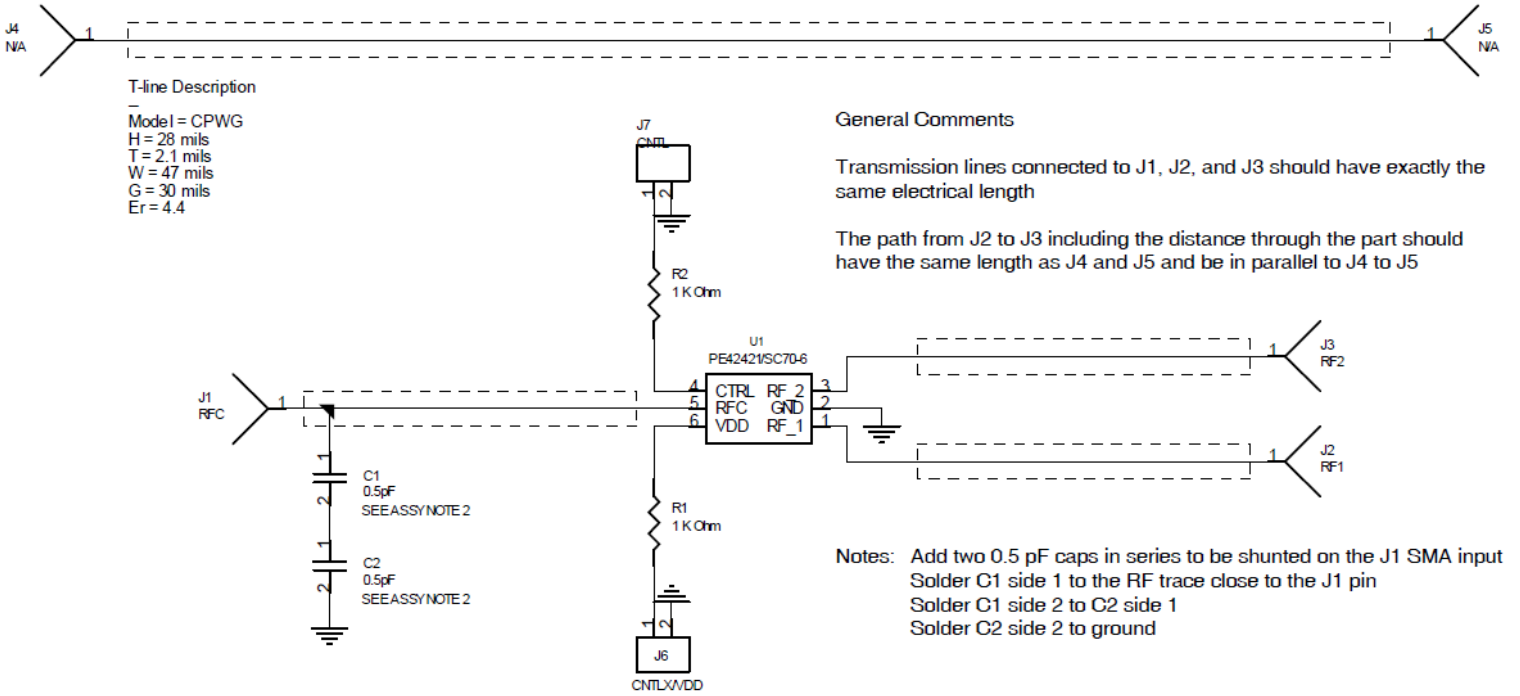 J4
N/A
1
1
J5
N/A
T-line Description
–
Model = CPWG
H = 28 mils
T = 2.1 mils
W = 47 mils
G = 30 mils
Er = 4.4
J7
CNTL
1
2
General Comments
Transmission lines connected to J1, J2, and J3 should have exactly the
same electrical length
The path from J2 to J3 including the distance through the part should
have the same length as J4 and J5 and be in parallel to J4 to J5
R2
1 K Ohm
U1
PE42421/SC70-6
4
CTRL
RF_2
3
5
RFC
GND
2
6
VDD
RF_1
1
1
J3
RF2
J1
RFC
1
1
J2
RF1
1
C1
0.5pF
2
SEE ASSY NOTE 2
R1
1 K Ohm
1
C2
0.5pF
2
SEE ASSY NOTE 2
Notes: Add two 0.5 pF caps in series to be shunted on the J1 SMA input
Solder C1 side 1 to the RF trace close to the J1 pin
Solder C1 side 2 to C2 side 1
Solder C2 side 2 to ground
1
2
J6
CNTLX/VDD